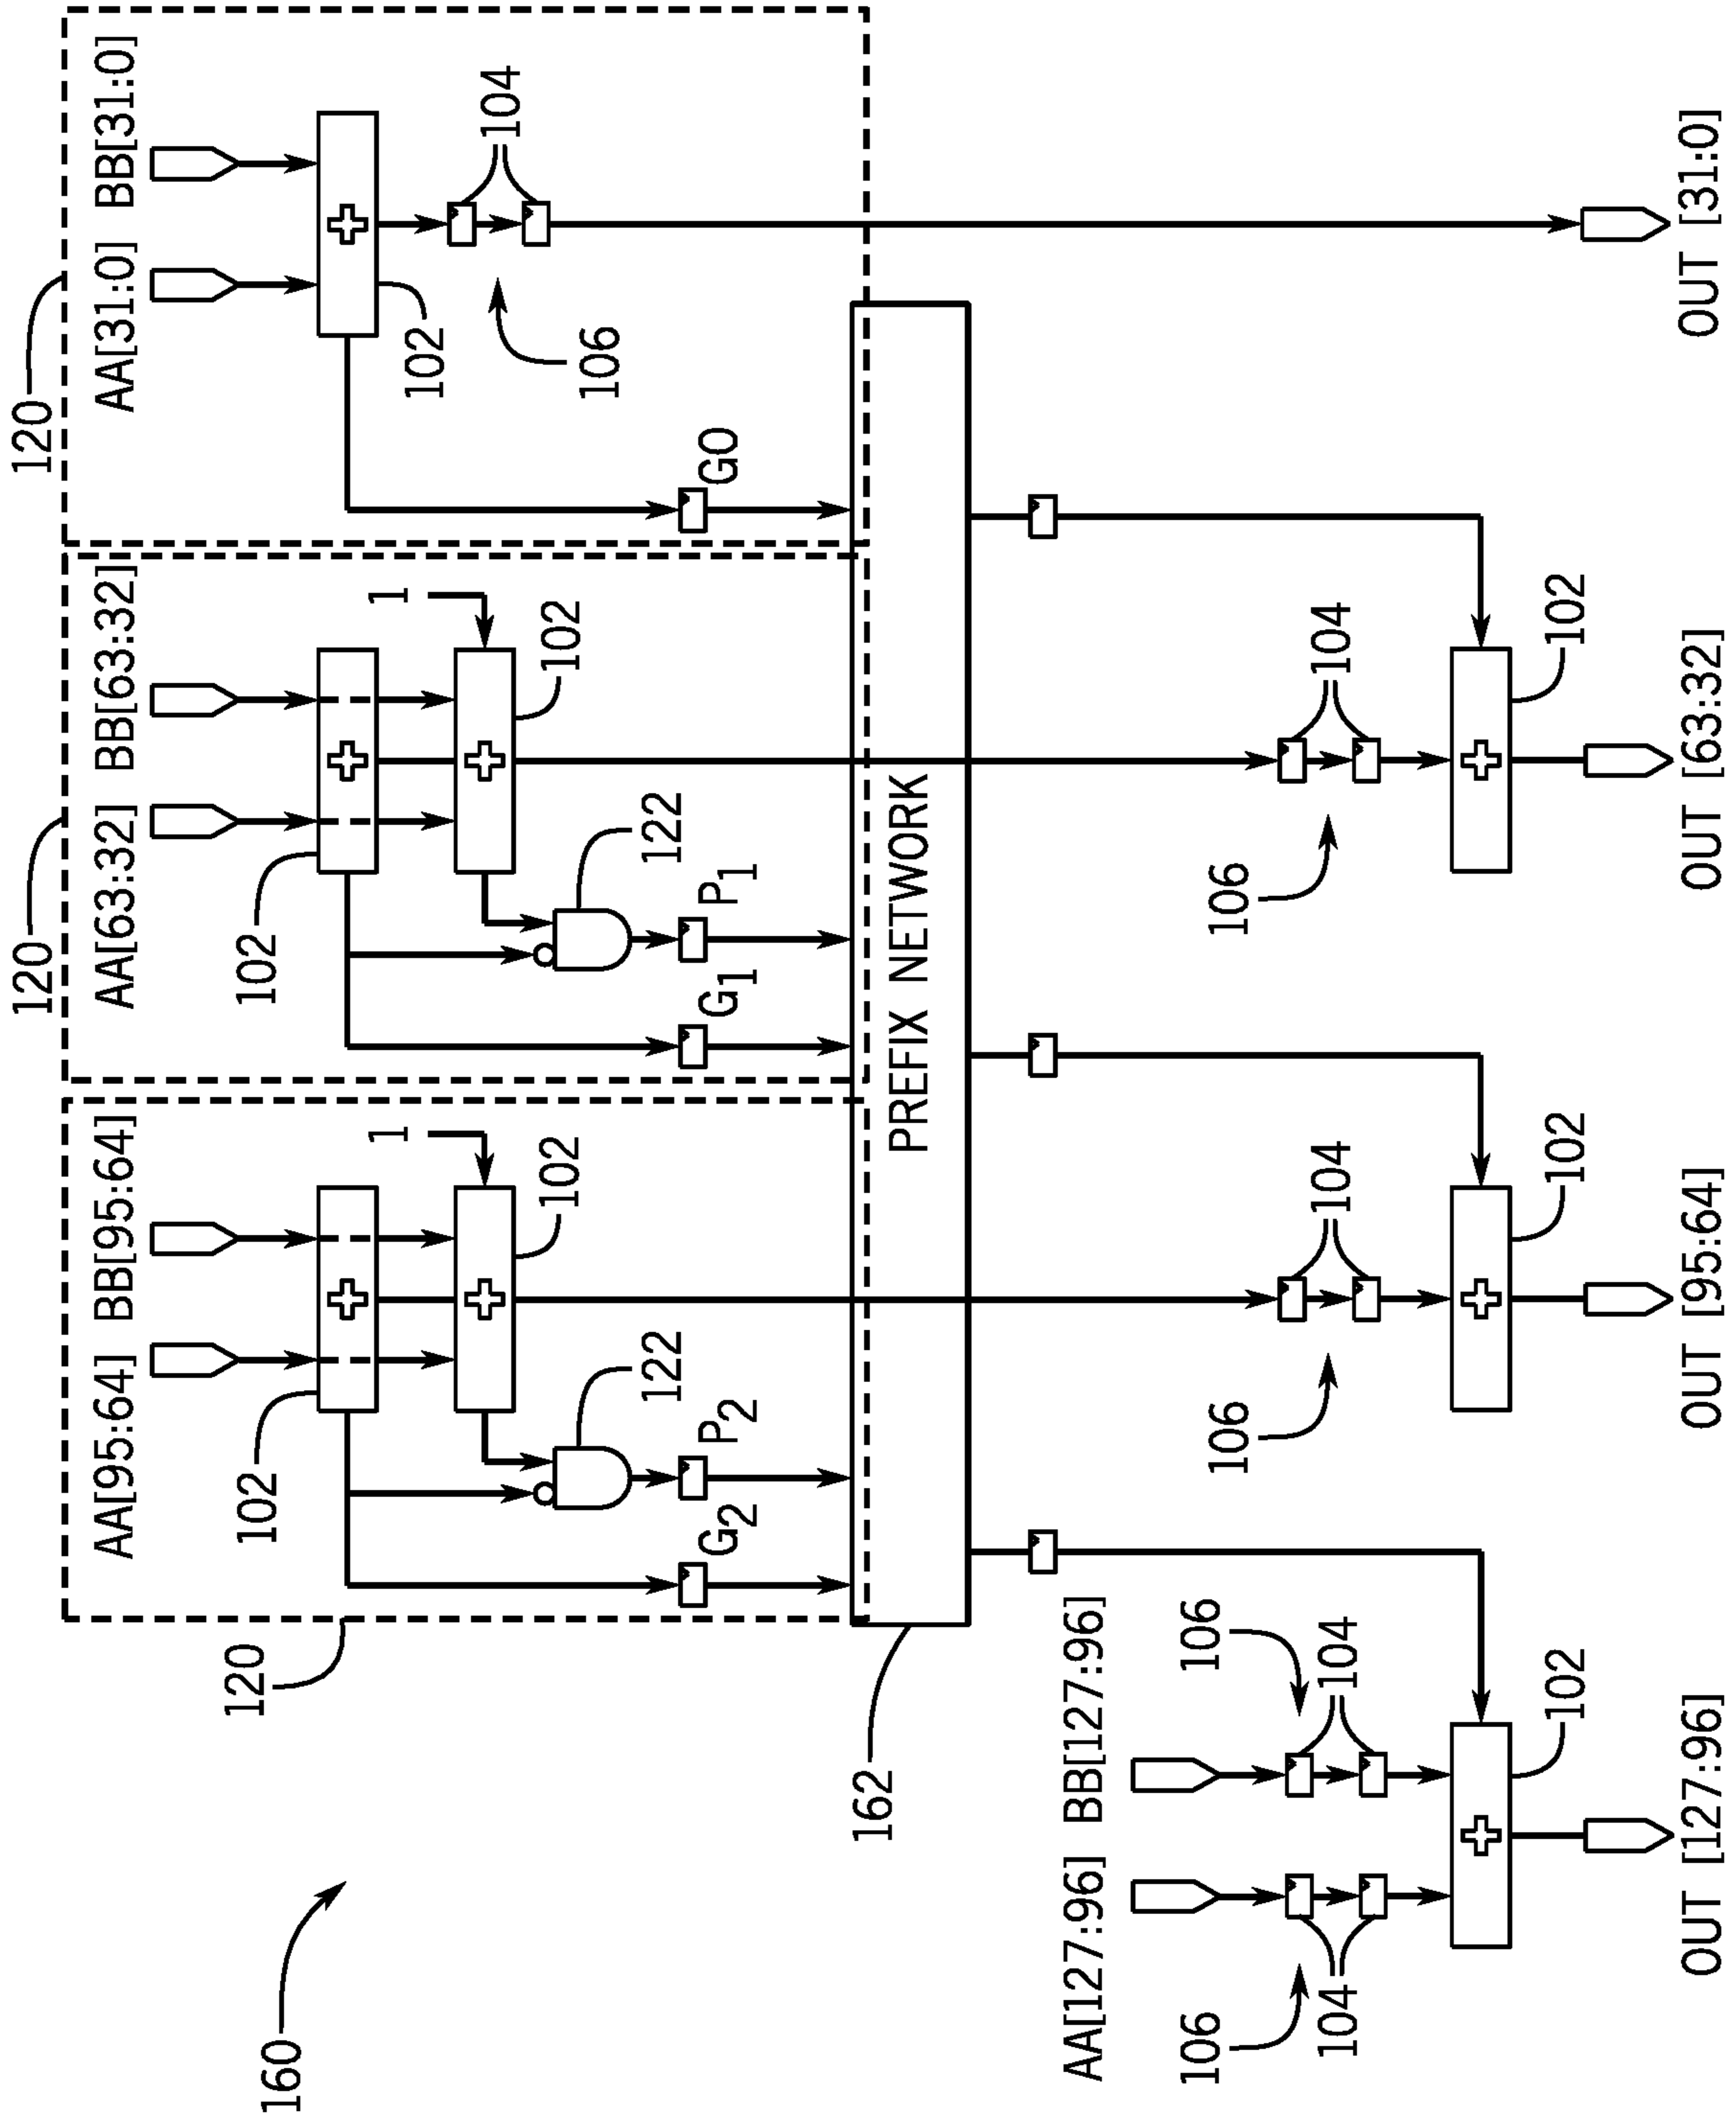 120 120
AA[95:64] BB[95:64] AA[63:32] BB[63:32] AA[31:0] BB[31:0]
160 120 102 102
1 1
102 104
102 102 106
122 122
G2 P2 G1 P1 G0
162
PREFIX NETWORK
AA[127:96] BB[127:96]
106 106 106 106
104 104 104 104
102 102 102
OUT [127:96] OUT [95:64] OUT [63:32] OUT [31:0]